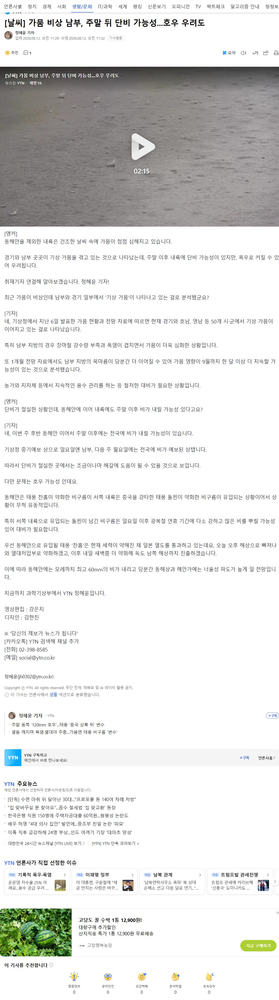 언론사별 정치 경제 사회 생활/문화 IT/과학 세계 랭킹 신문보기 오피니언 TV 팩트체크 알고리즘 안내 정정보
[날씨] 가뭄 비상 남부, 주말 뒤 단비 가능성...호우 우려도
정혜윤 기자
입력 2026.08.12. 오전 11:29 · 수정 2026.08.12. 오전 11:32 기사원문
추천 1 요약 가가
[날씨] 가뭄 비상 남부, 주말 뒤 단비 가능성...호우 우려도
뉴스는 YTN 재생 16
02:15
[앵커]
동해안을 제외한 내륙은 건조한 날씨 속에 가뭄이 점점 심해지고 있습니다.
경기와 남부 곳곳이 기상 가뭄을 겪고 있는 것으로 나타났는데, 주말 이후 내륙에 단비 가능성이 있지만, 폭우로 커질 수 있
어 우려됩니다.
취재기자 연결해 알아보겠습니다. 정혜윤 기자!
최근 가뭄이 비상인데 남부와 경기 일부에서 '기상 가뭄'이 나타나고 있는 걸로 분석됐군요?
[기자]
네, 기상청에서 지난 6일 발표한 가뭄 현황과 전망 자료에 따르면 현재 경기와 호남, 영남 등 50개 시·군에서 기상 가뭄이
이어지고 있는 걸로 나타났습니다.
특히 남부 지방의 경우 장마철 강수량 부족과 폭염이 겹치면서 가뭄이 더욱 심화한 상황입니다.
또 1개월 전망 자료에서도 남부 지방의 목마름이 당분간 더 이어질 수 있어 가뭄 영향이 9월까지 한 달 이상 더 지속할 가
능성이 있는 것으로 분석됐습니다.
농가와 지자체 등에서 지속적인 용수 관리를 하는 등 철저한 대비가 필요한 상황입니다.
[앵커]
단비가 절실한 상황인데, 동해안에 이어 내륙에도 주말 이후 비가 내릴 가능성 있다고요?
[기자]
네, 이번 주 후반 동해안 이어서 주말 이후에는 전국에 비가 내릴 가능성이 있습니다.
기상청 중기예보 상으로 일요일엔 남부, 다음 주 월요일에는 전국에 비가 예보된 상탭니다.
따라서 단비가 절실한 곳에서는 조금이나마 해갈에 도움이 될 수 있을 것으로 보입니다.
다만 문제는 호우 가능성 인데요.
동해안은 태풍 찬홈이 약화한 비구름이 서쪽 내륙은 중국을 강타한 태풍 돌핀이 약화한 비구름이 유입되는 상황이어서 상
황이 무척 유동적입니다.
특히 서쪽 내륙으로 유입되는 돌핀이 남긴 비구름은 일요일 이후 광복절 연휴 기간에 다소 강하고 많은 비를 뿌릴 가능성
있어 대비가 필요합니다.
우선 동해안으로 유입될 태풍 '찬홈'은 현재 세력이 약해진 채 일본 열도를 통과하고 있는데요, 오늘 오후 해상으로 빠져나
와 열대저압부로 약화하겠고, 이후 내일 새벽쯤 더 약화해 독도 남쪽 해상까지 진출하겠습니다.
이에 따라 동해안에는 모레까지 최고 60mm의 비가 내리고 당분간 동해상과 해안가에는 너울성 파도가 높게 일 전망입니
다.
지금까지 과학기상부에서 YTN 정혜윤입니다.
영상편집 : 강은지
디자인 : 김현진
※ '당신의 제보가 뉴스가 됩니다'
[카카오톡] YTN 검색해 채널 추가
[전화] 02-398-8585
[메일] social@ytn.co.kr
정혜윤(jh0302@ytn.co.kr)
Copyright ⓒ YTN. All rights reserved. 무단 전재, 재배포 및 AI 데이터 활용 금지.
이 기사는 언론사에서 생활 섹션으로 분류했습니다.
정혜윤 기자 · YTN +구독
주말 동쪽 '120mm 호우'...태풍 '중국 상륙 뒤' 변수
열돔 깨지며 폭염·열대야 주춤...가뭄엔 태풍 비구름 '변수'
YTN YTN 구독하고
메인에서 바로 만나보세요! +구독 언론사홈
YTN 주요뉴스
해당 언론사에서 선정하며 언론사(아웃링크)로 이동합니다.
[단독] 수면 마취 뒤 달아난 30대..."프로포폴 등 140여 차례 처방"
"집 맞바꾸실 분 찾아요"...꼼수 절세법 '집 맞교환' 등장
한국은행 직원 150명에 주택자금대출 60억원...형평성 논란도
배우 하영 "4대 의사 집안" 발언에...증조부 친일 논란 '파묘'
이륙 직후 급강하해 24명 부상...인도 여객기 기장 '대마초 양성'
대한민국 24시간 뉴스채널 [YTN LIVE] 보기 〉 [YTN] YTN 단독 모아보기 >
YTN 언론사가 직접 선정한 이슈
이슈 기록적 폭우·폭염
운문댐 저수율 25% 아
래로...용수 공급 우려 ...
이슈 이재명 정부
이 대통령, 구윤철에 "세
금 만지는 사람은 바꾸...
이슈 남북 관계
'남북연락사무소 폭파' 북 상대
손배소 선고 다음 달로 연기..."...
이슈 트럼프발 관세전쟁
트럼프 관세에 카리브해
'신흥국' 도미니카도 ...
고당도 꿀 수박 1통 12,900원!
대량구매 추가할인
산지직송 특가 1통 12,900원 무료배송
고창행복농장
지금 구매하기
이 기사를 추천합니다
쏠쏠정보 흥미진진 공감백배 분석탁월 후속강추
0 0 0 0 0